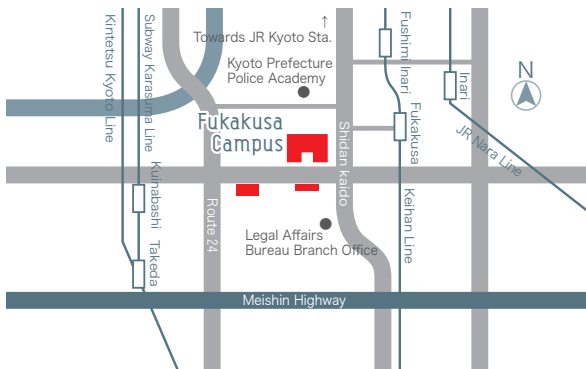 ↑
Towards JR Kyoto Sta.
Kyoto Prefecture
Police Academy
Fukakusa
Campus
Kintetsu Kyoto Line
Subway Karasuma Line
Kuinabashi
Takeda
Route 24
Shidan kaido
Fushimi Inari
Fukakusa
Keihan Line
Inari
JR Nara Line
N
Legal Affairs
Bureau Branch Office
Meishin Highway